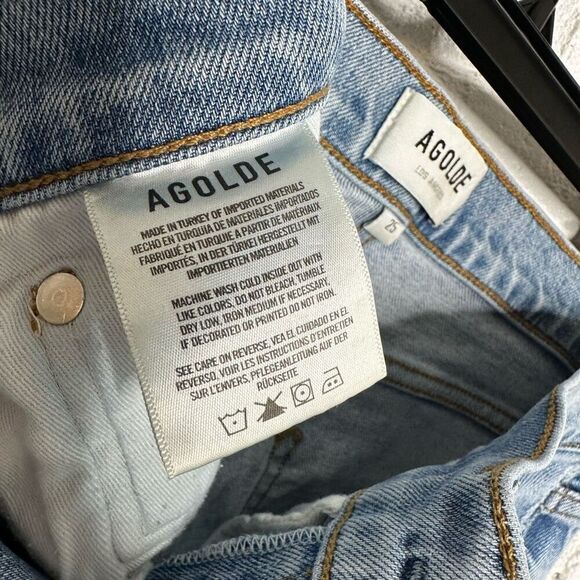 AGOLDE
MADE IN TURKEY OF IMPORTED MATERIALS
HECHO EN TURQUIA DE MATERIALES IMPORTADOS
FABRIQUÉ EN TURQUIE A PARTIR DE MATÉRIAUX
IMPORTÉS, IN DER TÜRKEI HERGESTELLT MIT
IMPORTIERTEN MATERIALIEN
MACHINE WASH COLD INSIDE OUT WITH
LIKE COLORS. DO NOT BLEACH. TUMBLE
DRY LOW, IRON MEDIUM IF NECESSARY.
IF DECORATED OR PRINTED DO NOT IRON.
SEE CARE ON REVERSE, VEA EL CUIDADO EN EL
REVERSO, VOIR LES INSTRUCTIONS D'ENTRETIEN
SUR L'ENVERS, PFLEGEANLEITUNG AUF DER
RÜCKSEITE
AGOLDE
LOS ANGELES
25